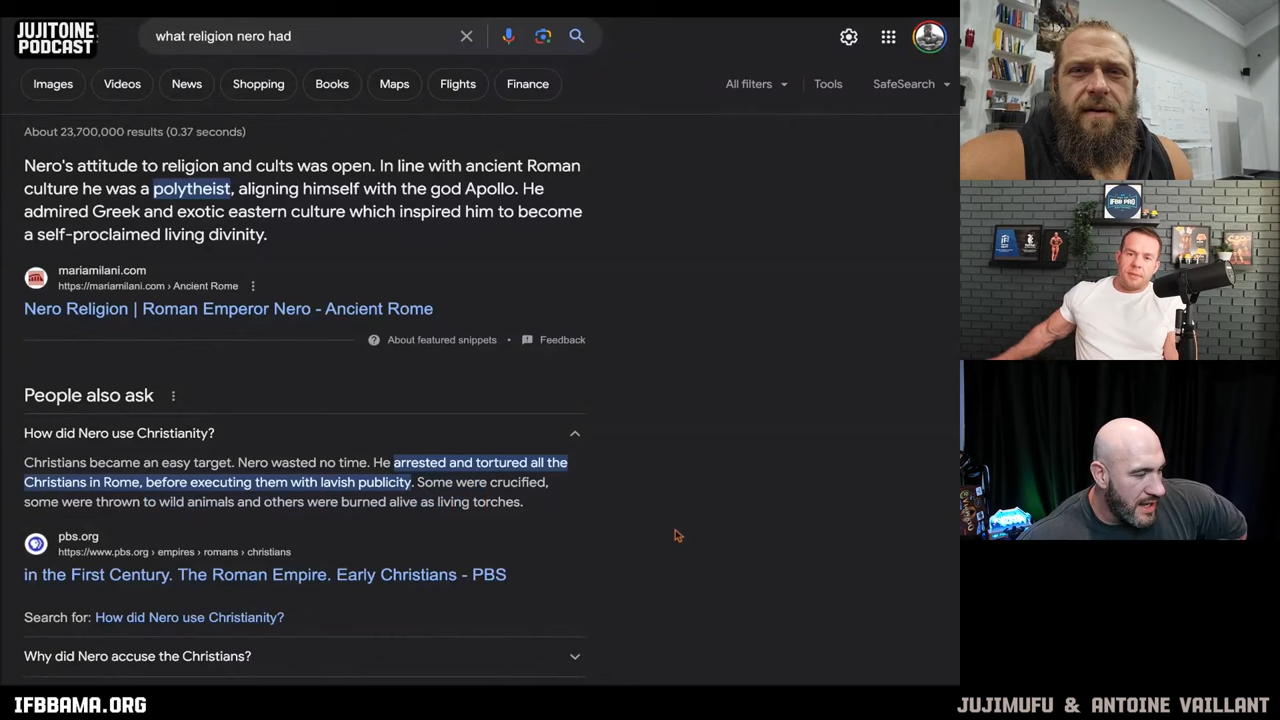 JUJITOINE
PODCAST
what religion nero had
Images
Videos
News
Shopping
Books
Maps
Flights
Finance
All filters
Tools
SafeSearch
About 23,700,000 results (0.37 seconds)
Nero's attitude to religion and cults was open. In line with ancient Roman
culture he was a polytheist, aligning himself with the god Apollo. He
admired Greek and exotic eastern culture which inspired him to become
a self-proclaimed living divinity.
mariamilani.com
https://mariamilani.com › Ancient Rome
Nero Religion | Roman Emperor Nero - Ancient Rome
About featured snippets • Feedback
People also ask
How did Nero use Christianity?
Christians became an easy target. Nero wasted no time. He arrested and tortured all the
Christians in Rome, before executing them with lavish publicity. Some were crucified,
some were thrown to wild animals and others were burned alive as living torches.
pbs.org
https://www.pbs.org › empires › romans › christians
in the First Century. The Roman Empire. Early Christians - PBS
Search for: How did Nero use Christianity?
Why did Nero accuse the Christians?
IFBB PRO
IFBBAMA.ORG
JUJIMUFU & ANTOINE VAILLANT